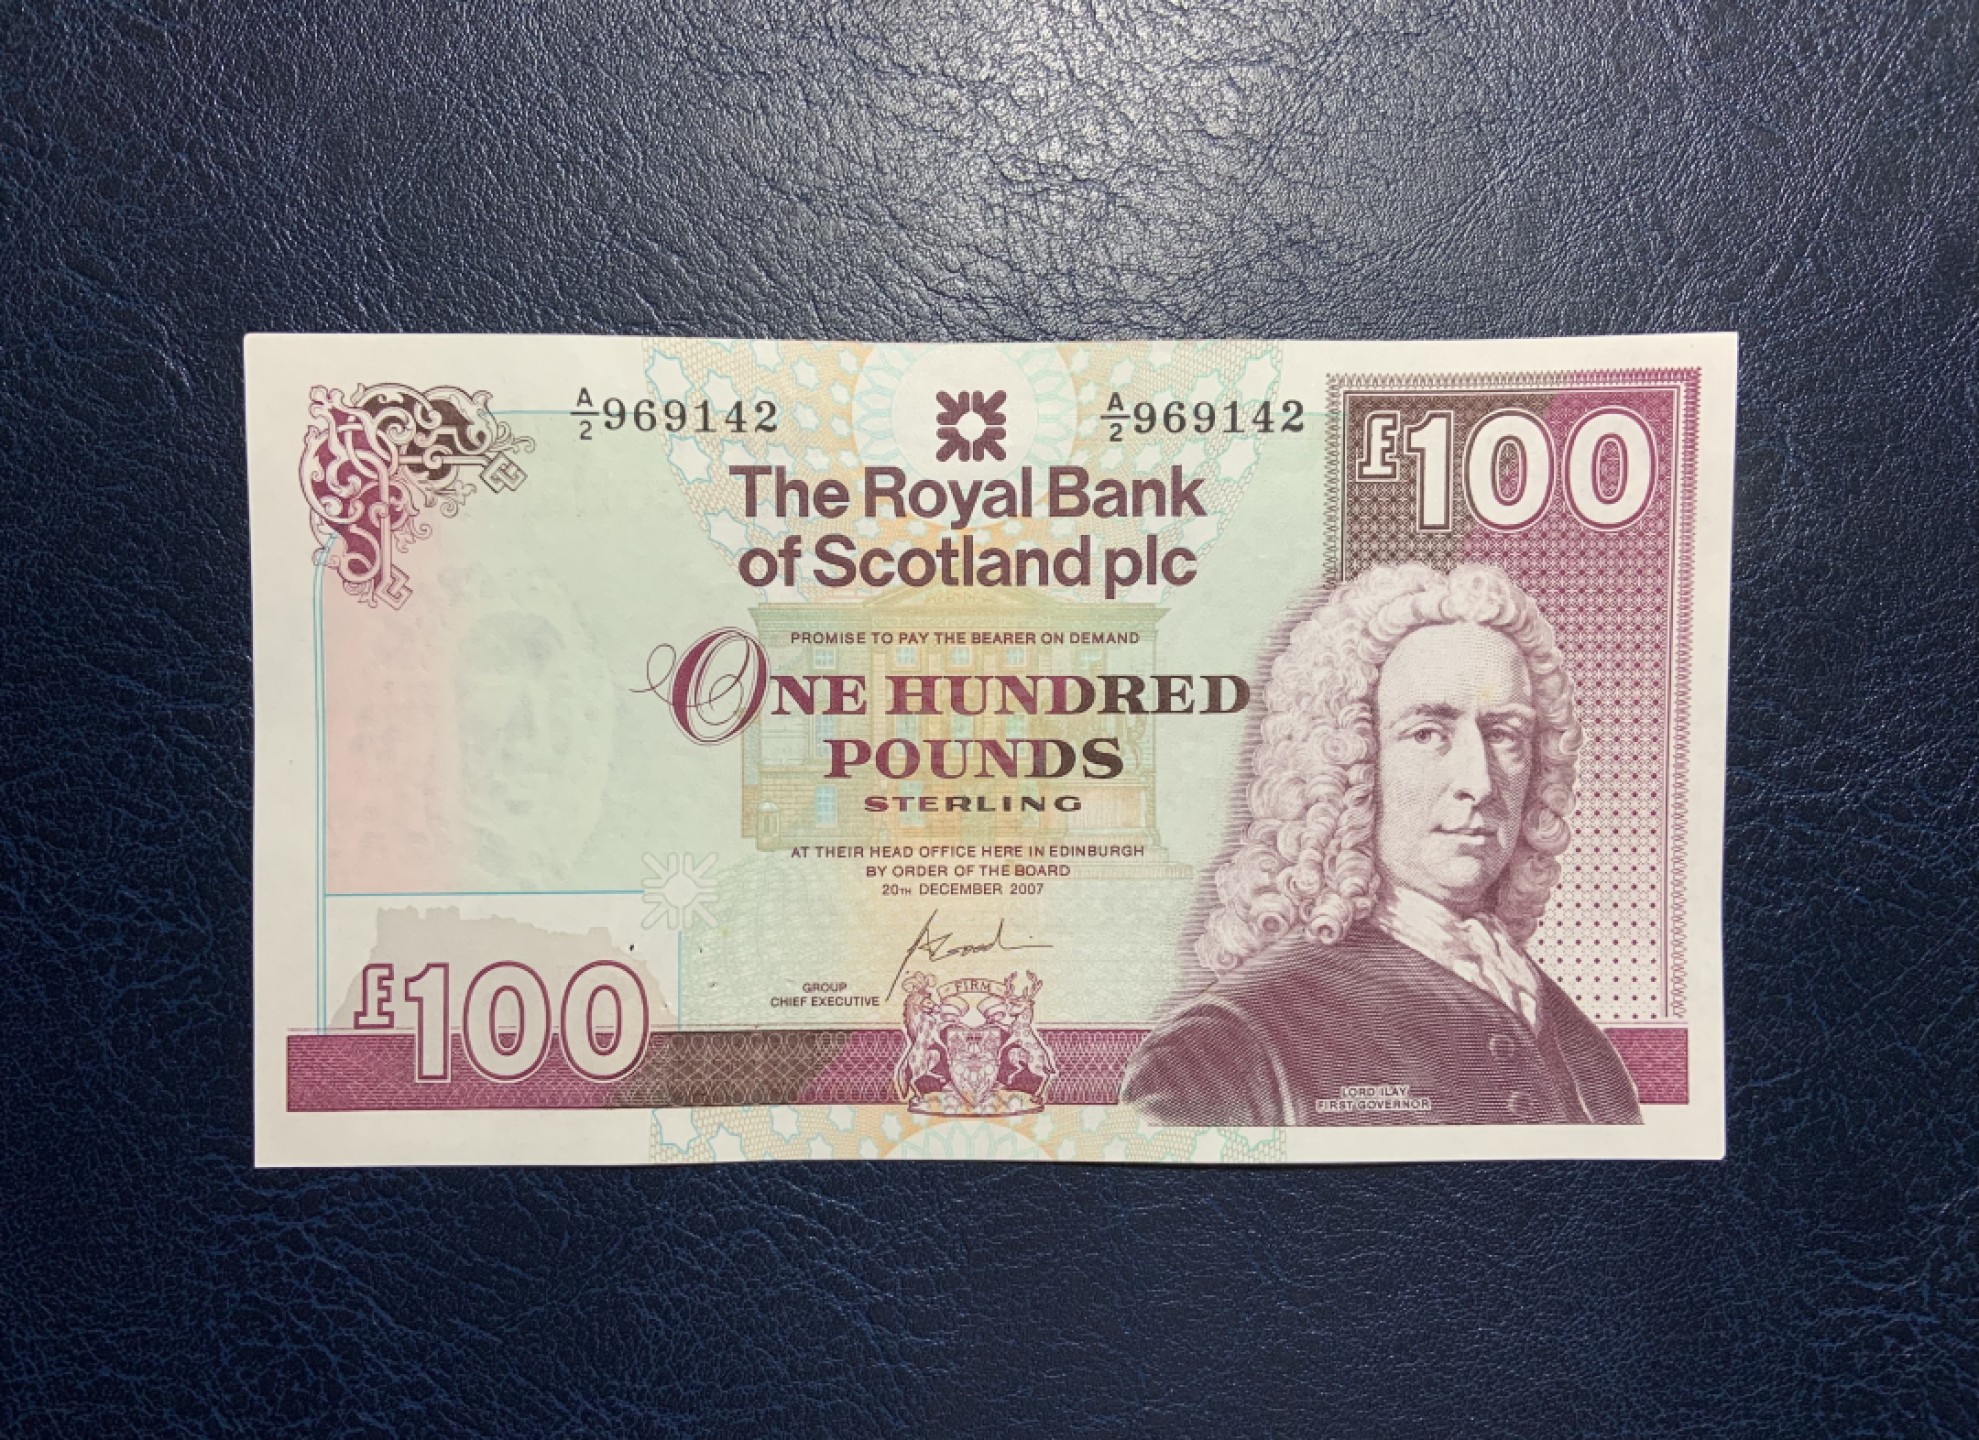 A/2 969142
A/2 969142
£100
The Royal Bank
of Scotland plc
PROMISE TO PAY THE BEARER ON DEMAND
ONE HUNDRED
POUNDS
STERLING
AT THEIR HEAD OFFICE HERE IN EDINBURGH
BY ORDER OF THE BOARD
20TH DECEMBER 2007
GROUP
CHIEF EXECUTIVE
FIRM
£100
LORD ILAY
FIRST GOVERNOR